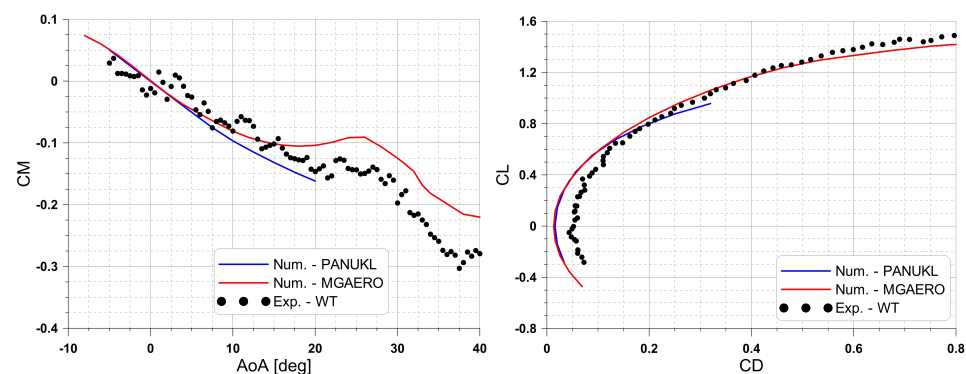 0.1
0
-0.1
-0.2
-0.3
-0.4
CM
-10
0
10
20
30
40
AoA [deg]
Num. - PANUKL
Num. - MGAERO
Exp. - WT
1.6
1.2
0.8
0.4
0
-0.4
-0.8
CL
0
0.2
0.4
0.6
0.8
CD
Num. - PANUKL
Num. - MGAERO
Exp. - WT